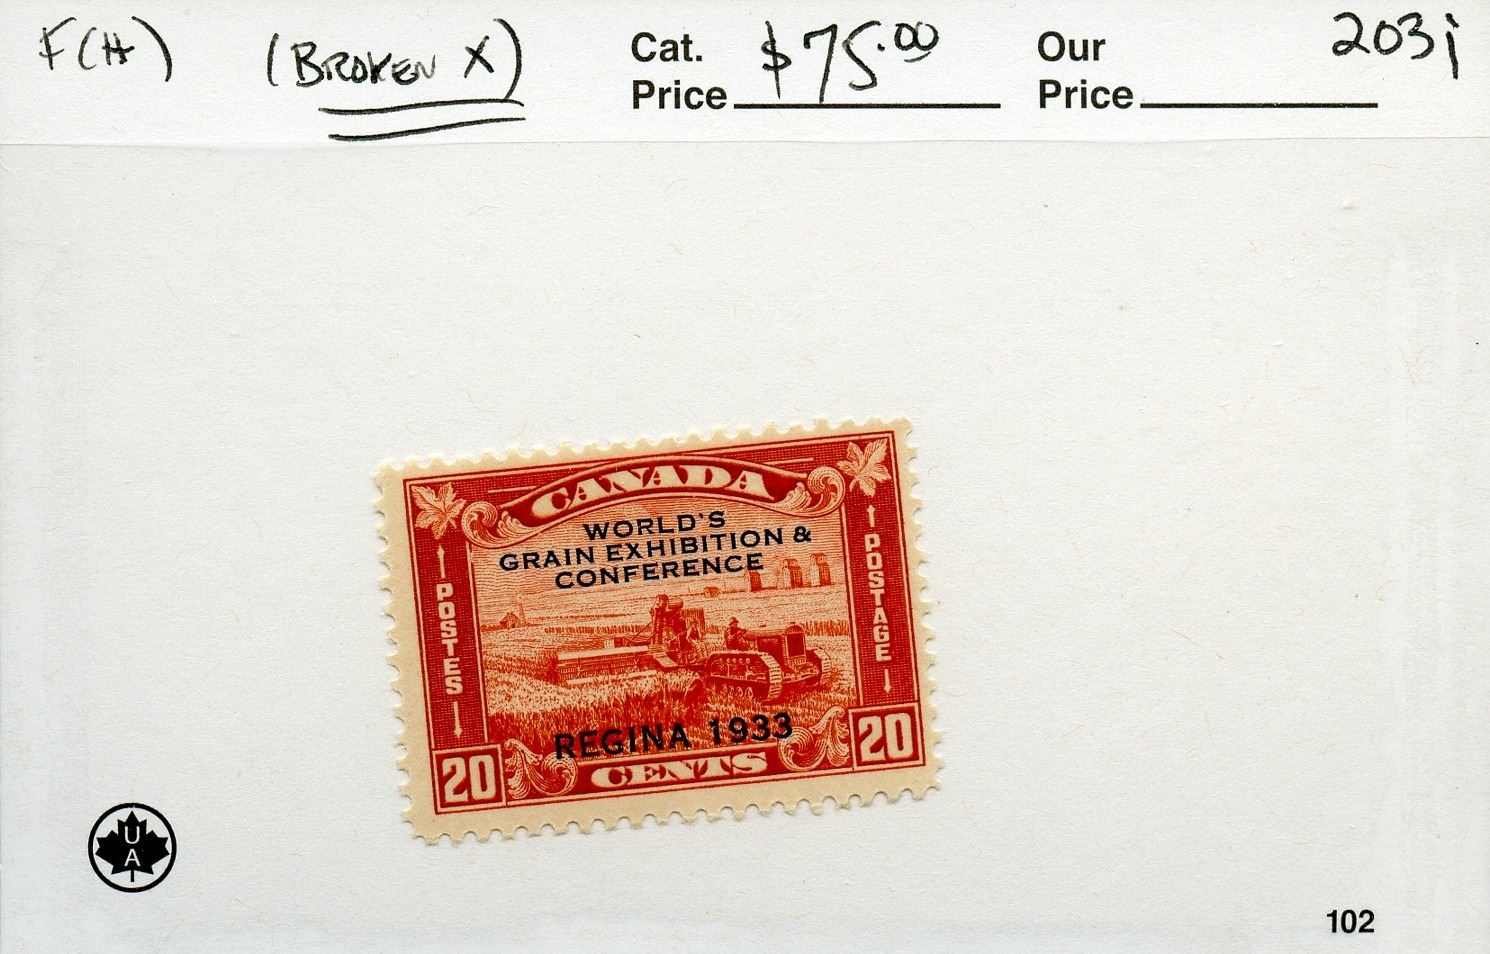 F(H) (BROKEN X) Cat. Price $75.00 Our Price 203i
CANADA
WORLD'S
GRAIN EXHIBITION &
CONFERENCE
POSTES
POSTAGE
REGINA 1933
20 CENTS 20
U
A
I
102